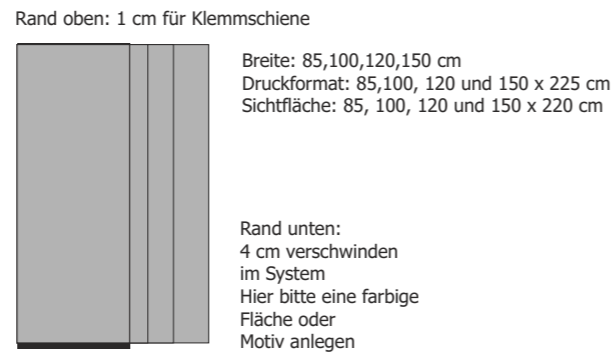 Rand oben: 1 cm für Klemmschiene
Breite: 85,100,120,150 cm
Druckformat: 85,100, 120 und 150 x 225 cm
Sichtfläche: 85, 100, 120 und 150 x 220 cm
Rand unten:
4 cm verschwinden
im System
Hier bitte eine farbige
Fläche oder
Motiv anlegen